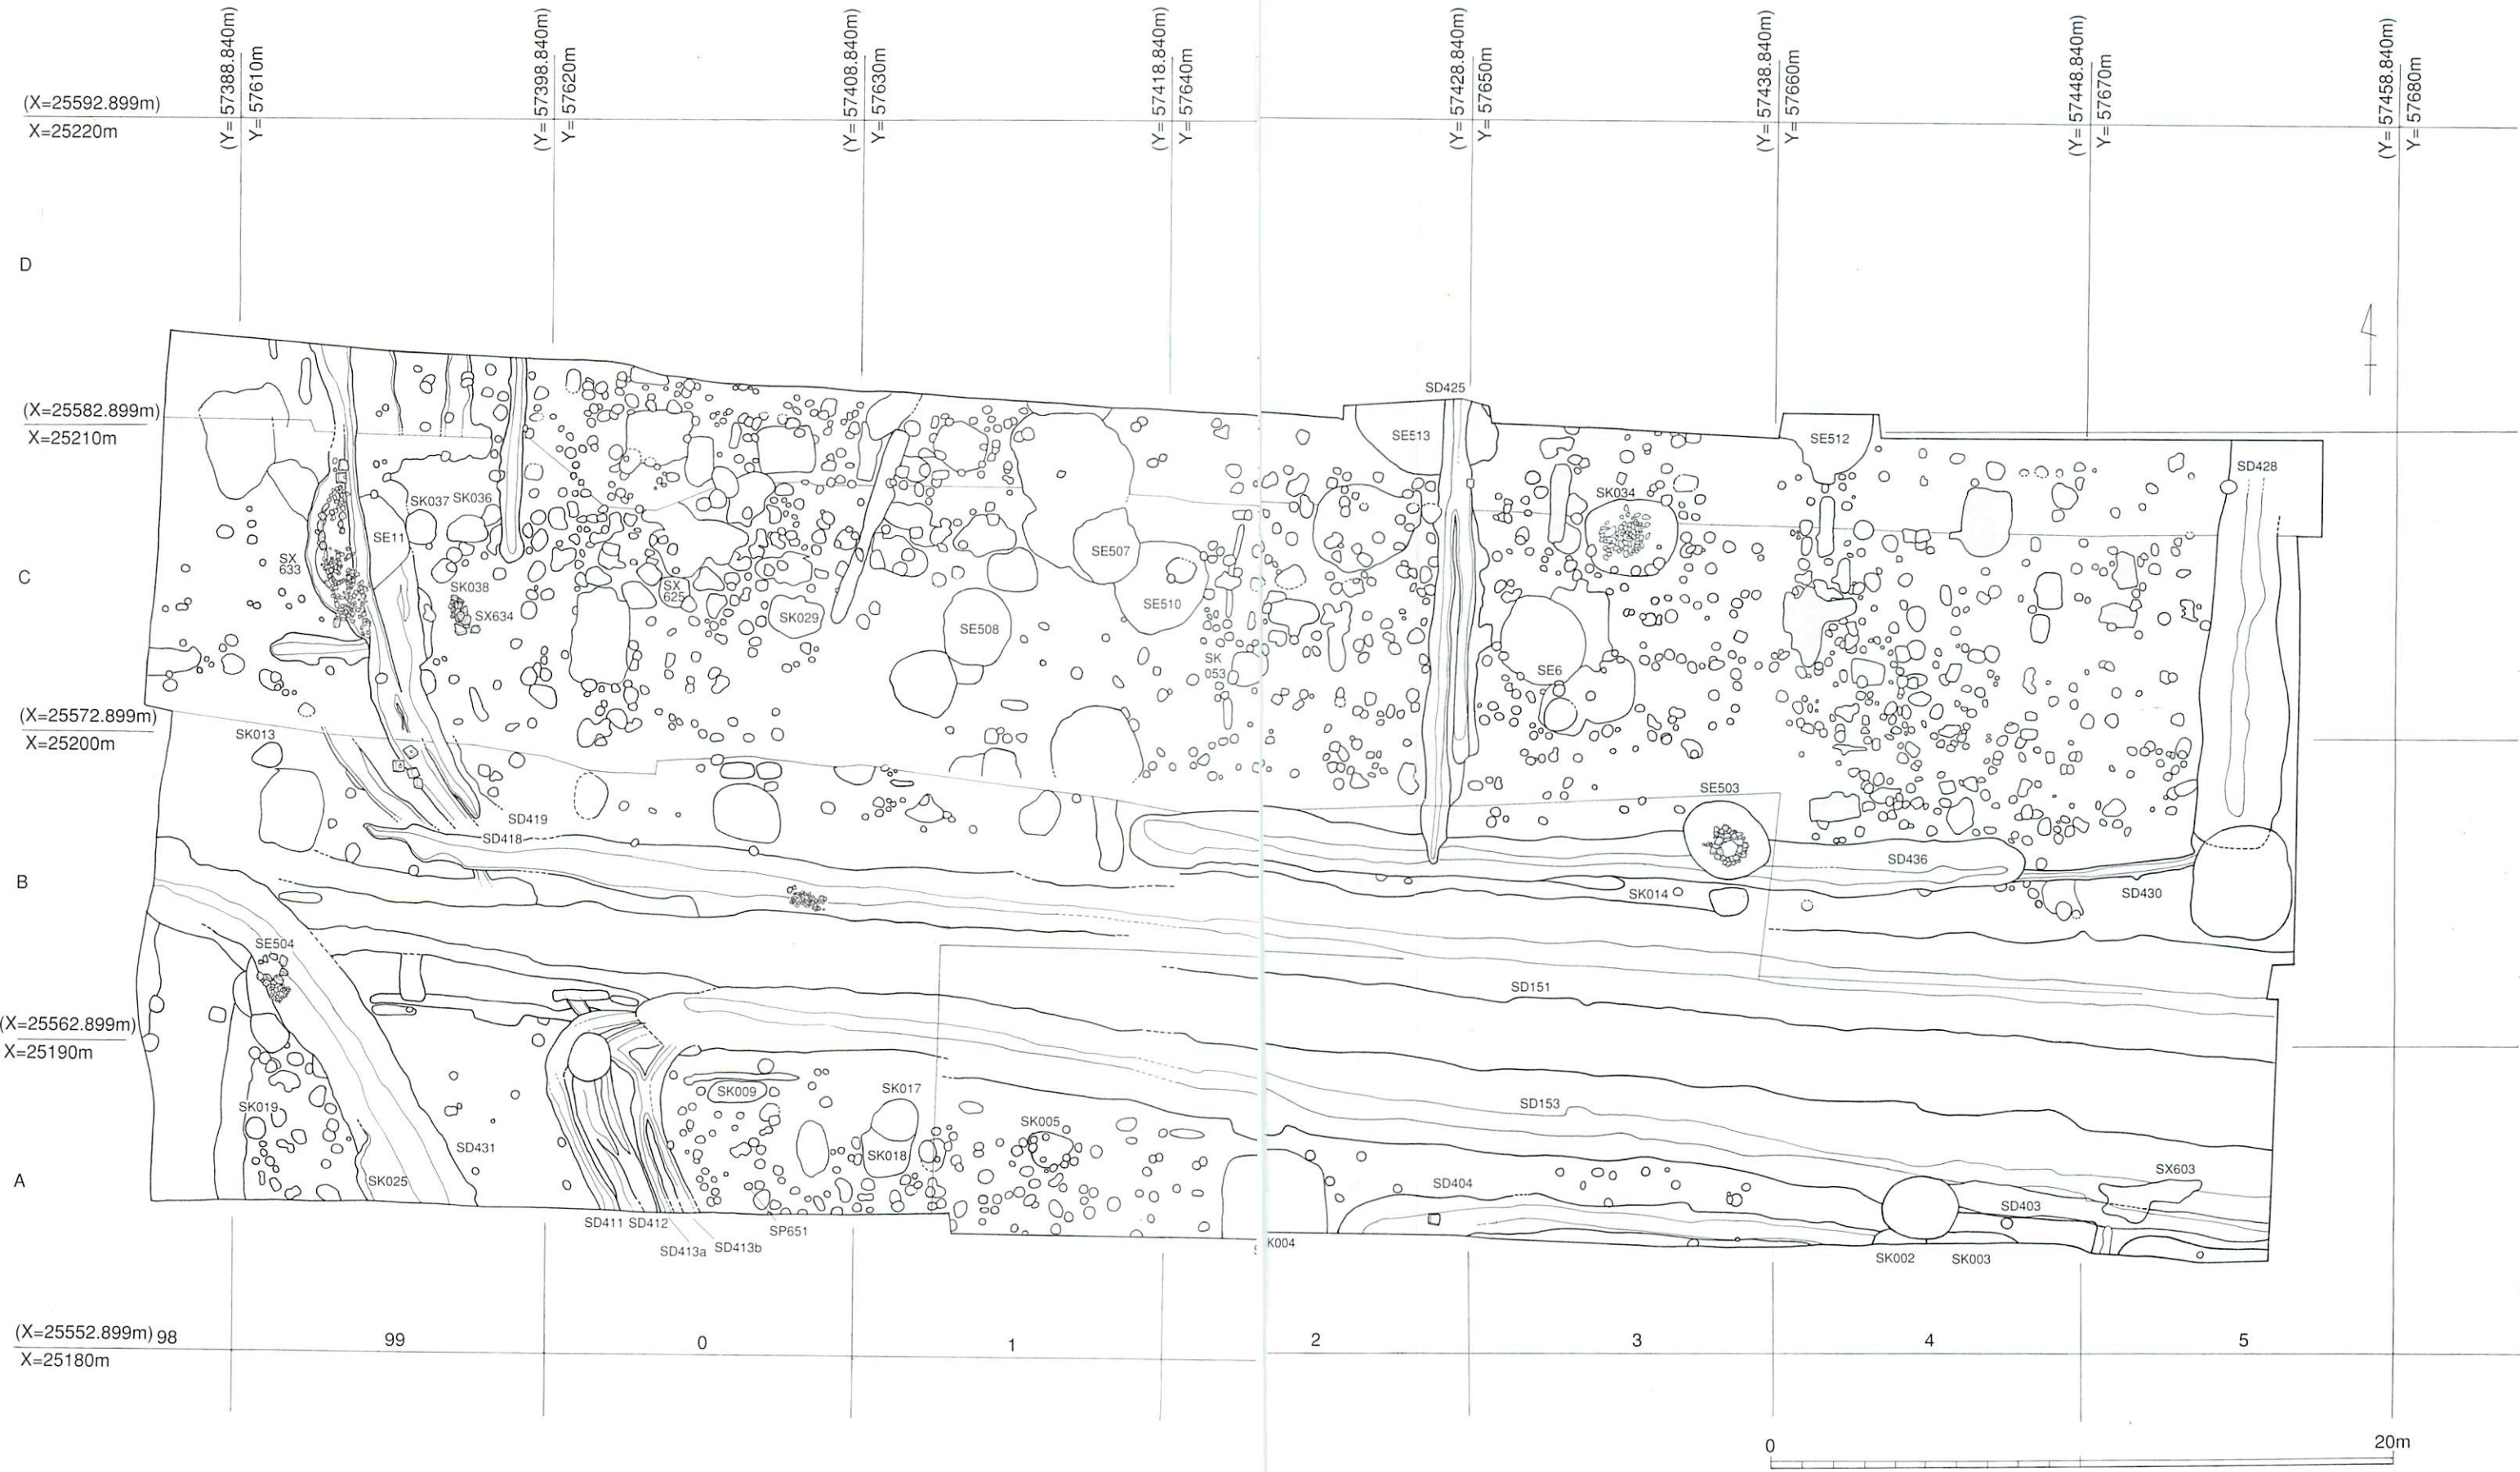 (Y= 57388.840m)
Y= 57610m
(Y= 57398.840m)
Y= 57620m
(Y= 57408.840m)
Y= 57630m
(Y= 57418.840m)
Y= 57640m
(Y= 57428.840m)
Y= 57650m
(Y= 57438.840m)
Y= 57660m
(Y= 57448.840m)
Y= 57670m
(Y= 57458.840m)
Y= 57680m
(X=25592.899m)
X=25220m
D
(X=25582.899m)
X=25210m
SD425
SE513
SE512
SD428
SK037
SK036
SK034
SE11
SE507
SX
633
C
SK038
SX634
SX
625
SK029
SE510
SE508
SK
053
SE6
(X=25572.899m)
X=25200m
SK013
SE503
SD419
SD418
SD436
B
SK014
SD430
SE504
SD151
(X=25562.899m)
X=25190m
SK009
SK017
SD153
SK019
SK005
SD431
SK018
SX603
A
SK025
SD404
SD403
SD411
SD412
SP651
SD413a
SD413b
SK004
SK002
SK003
(X=25552.899m)
X=25180m
98
99
0
1
2
3
4
5
0
20m